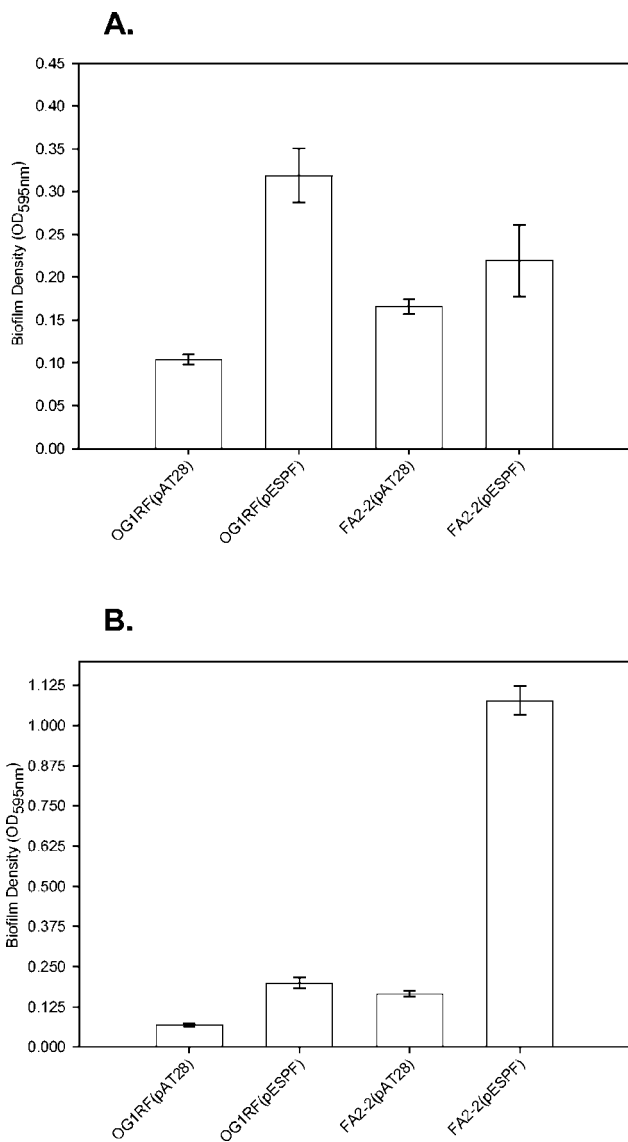 A.
0.45
0.40
0.35
0.30
0.25
0.20
0.15
0.10
0.05
0.00
Biofilm Density (OD595nm)
OG1RF(pAT28)
OG1RF(pESPF)
FA2-2(pAT28)
FA2-2(pESPF)
B.
1.125
1.000
0.875
0.750
0.625
0.500
0.375
0.250
0.125
0.000
Biofilm Density (OD595nm)
OG1RF(pAT28)
OG1RF(pESPF)
FA2-2(pAT28)
FA2-2(pESPF)